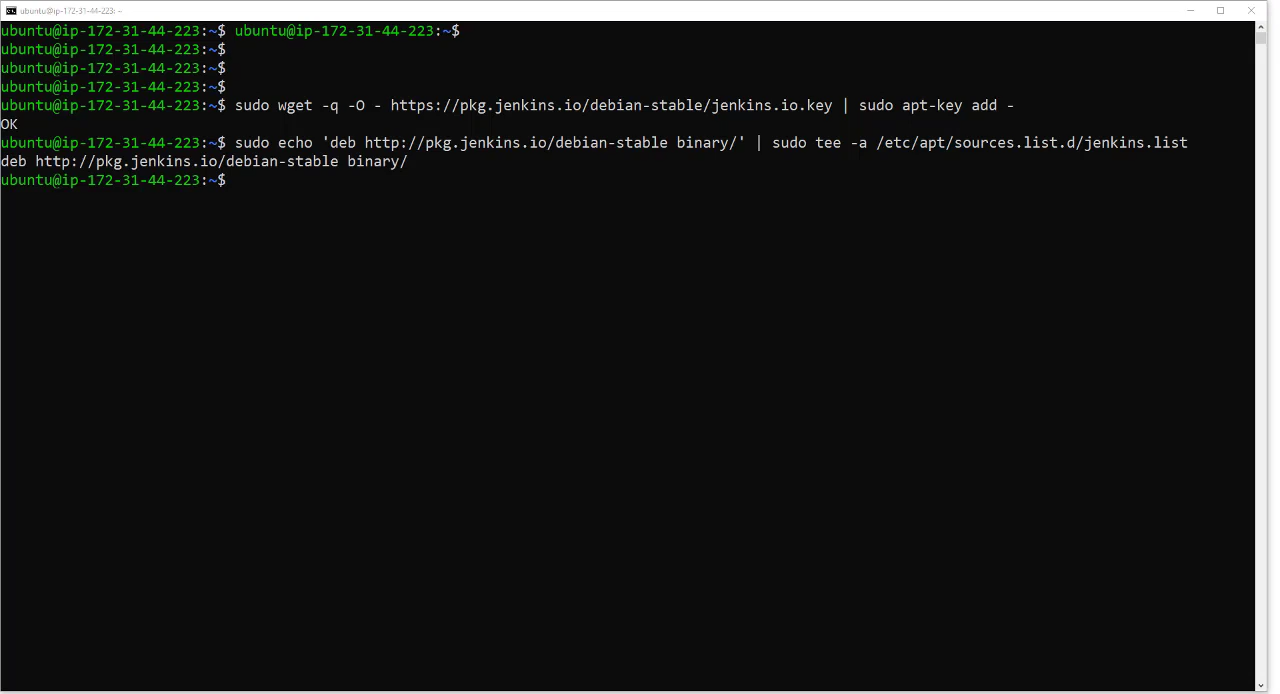 ubuntu@ip-172-31-44-223: ~
ubuntu@ip-172-31-44-223:~$ ubuntu@ip-172-31-44-223:~$
ubuntu@ip-172-31-44-223:~$
ubuntu@ip-172-31-44-223:~$
ubuntu@ip-172-31-44-223:~$
ubuntu@ip-172-31-44-223:~$ sudo wget -q -O - https://pkg.jenkins.io/debian-stable/jenkins.io.key | sudo apt-key add -
OK
ubuntu@ip-172-31-44-223:~$ sudo echo 'deb http://pkg.jenkins.io/debian-stable binary/' | sudo tee -a /etc/apt/sources.list.d/jenkins.list
deb http://pkg.jenkins.io/debian-stable binary/
ubuntu@ip-172-31-44-223:~$